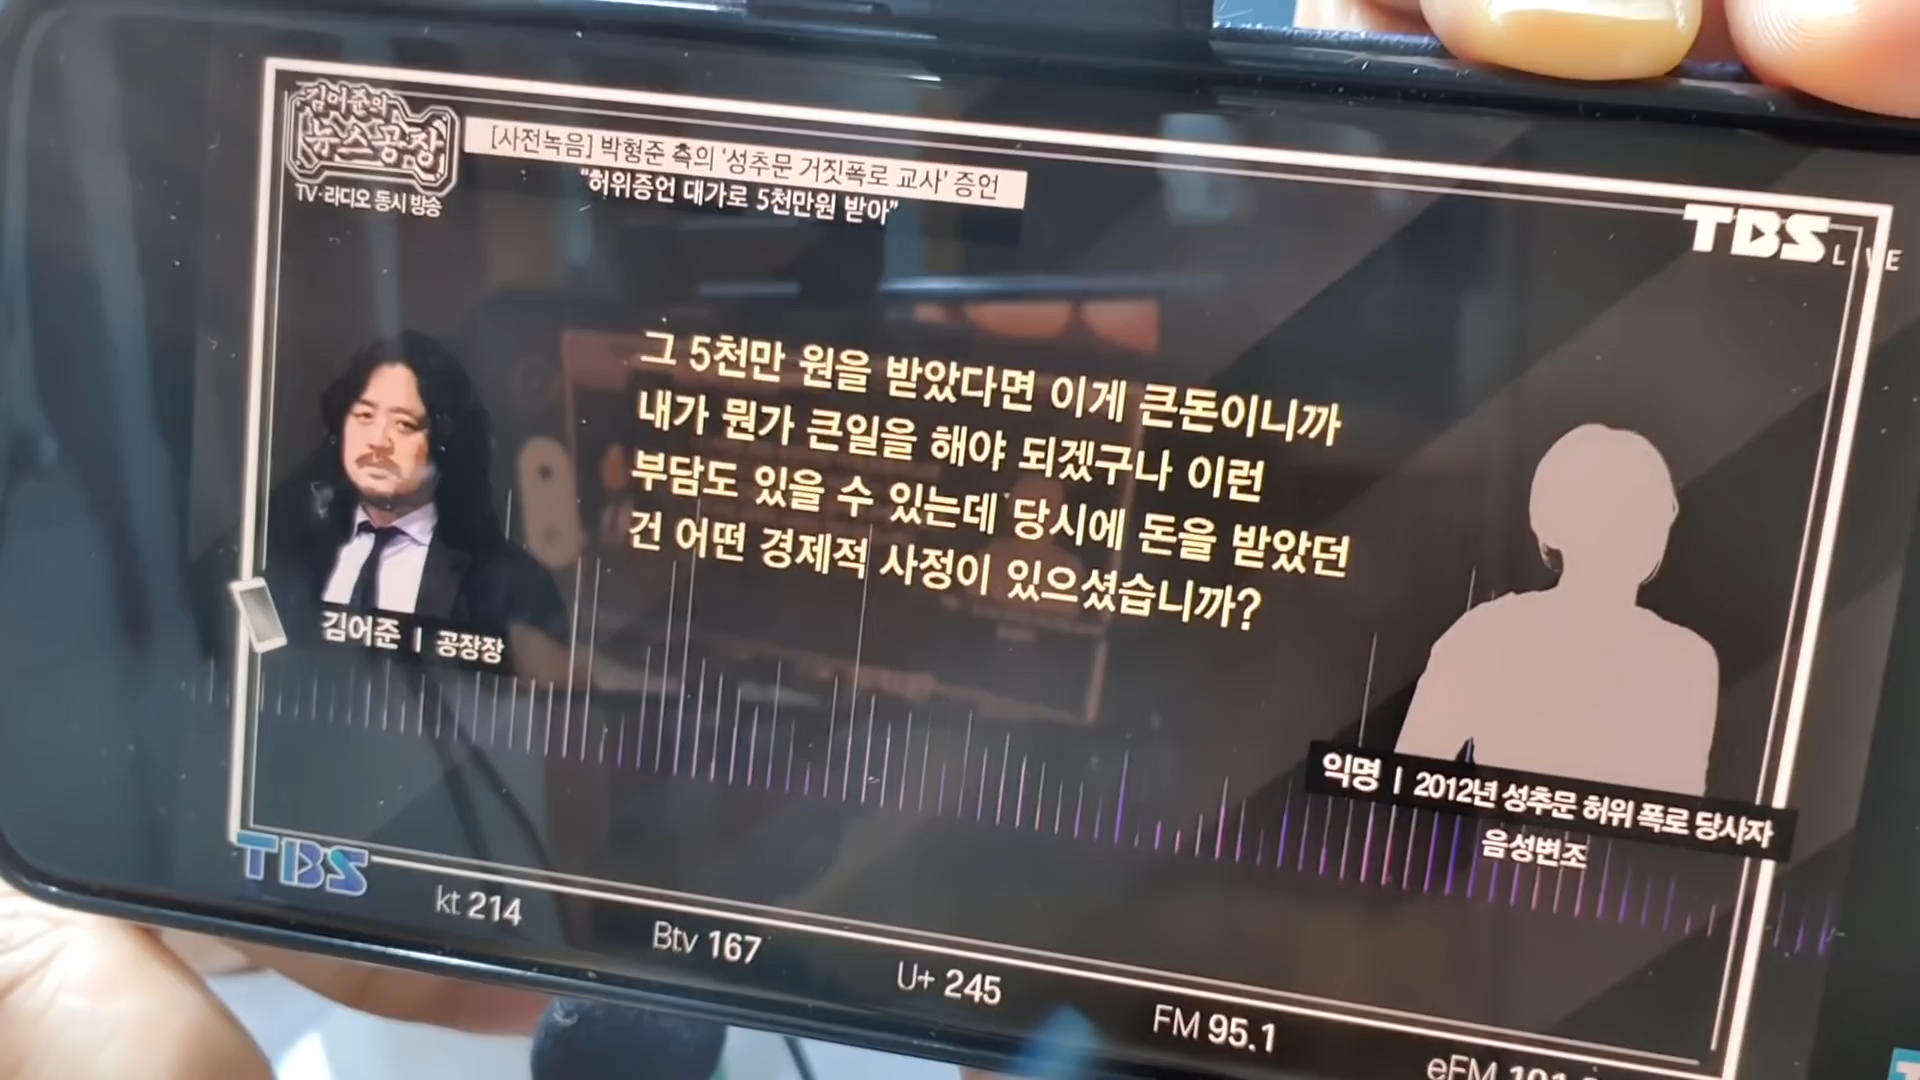 김어준의
뉴스공장
TV·라디오 동시 방송
[사전녹음] 박형준 측의 '성추문 거짓폭로 교사' 증언
“허위증언 대가로 5천만원 받아”
TBS LIVE
그 5천만 원을 받았다면 이게 큰돈이니까
내가 뭔가 큰일을 해야 되겠구나 이런
부담도 있을 수 있는데 당시에 돈을 받았던
건 어떤 경제적 사정이 있으셨습니까?
김어준 | 공장장
익명 | 2012년 성추문 허위 폭로 당사자
음성변조
TBS
kt 214
Btv 167
U+ 245
FM 95.1
eFM